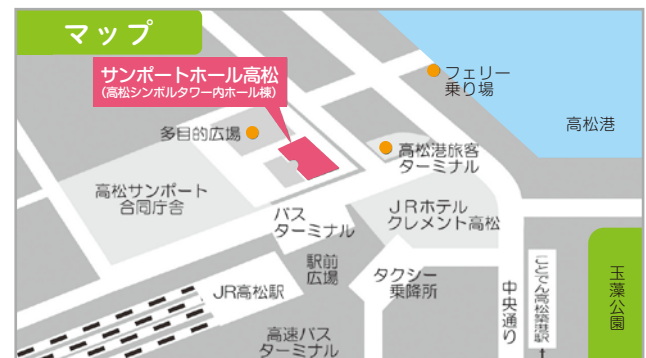 マップ
サンポートホール高松
(高松シンボルタワー内ホール棟)
フェリー
乗り場
高松港
多目的広場
高松港旅客
ターミナル
高松サンポート
合同庁舎
JRホテル
クレメント高松
バス
ターミナル
駅前
広場
タクシー
乗降所
JR高松駅
高速バス
ターミナル
中央通り
ことでん高松築港駅
玉藻公園